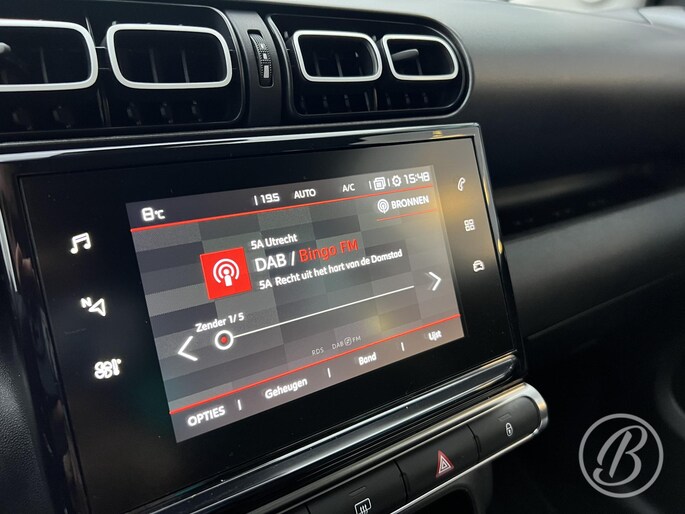 8°C | 19.5 AUTO A/C | | 15:48
BRONNEN
5A Utrecht
DAB / Bingo FM
5A Recht uit het hart van de Domstad
Zender 1/5
RDS DAB FM
OPTIES | Geheugen | Band | Lijst
N
B